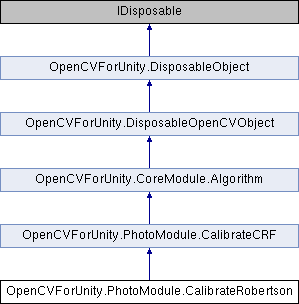 IDisposable
OpenCVForUnity.DisposableObject
OpenCVForUnity.DisposableOpenCVObject
OpenCVForUnity.CoreModule.Algorithm
OpenCVForUnity.PhotoModule.CalibrateCRF
OpenCVForUnity.PhotoModule.CalibrateRobertson